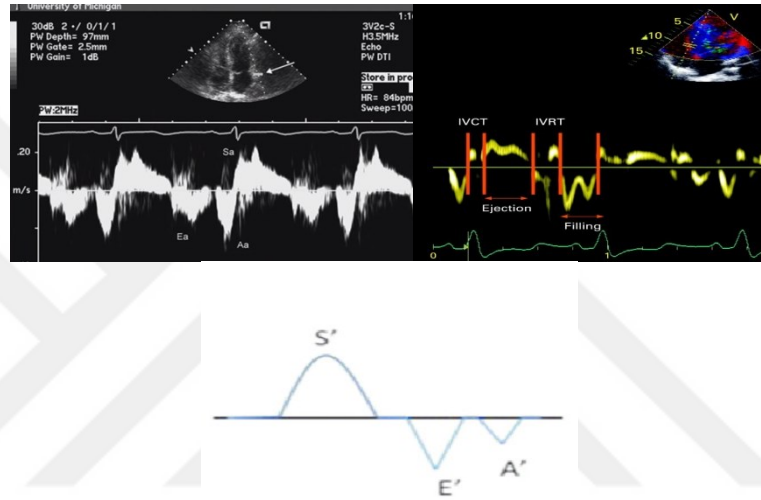 University of Michigan
30dB 2 ·/ 0/1/1
PW Depth= 97mm
PW Gate= 2.5mm
PW Gain= 1dB
1:10
3V2c-S
H3.5MHz
Echo
PW DTI
Store in pro
HR= 84bpm
Sweep=100
PW:2MHz
.20
m/s
Sa
Ea
Aa
V
5
10
15
IVCT
IVRT
Ejection
Filling
0
1
S’
E’
A’